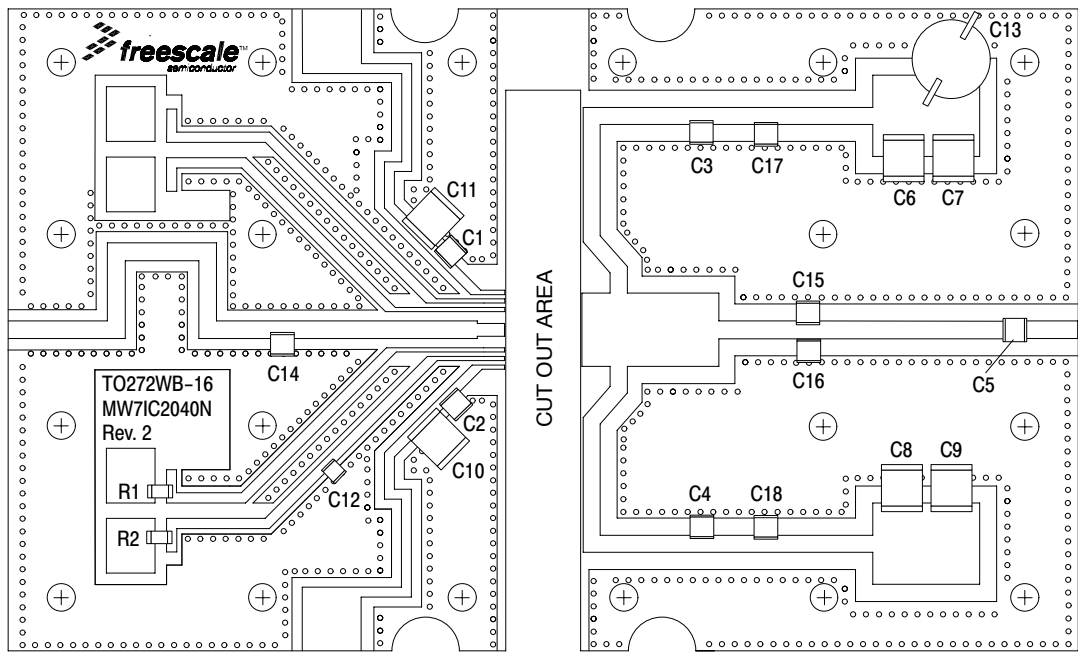 freescale™
semiconductor
C13
C3
C17
C6
C7
C11
C1
CUT OUT AREA
C15
C14
C16
C5
TO272WB-16
MW7IC2040N
Rev. 2
C2
C10
C8
C9
R1
C12
C4
C18
R2